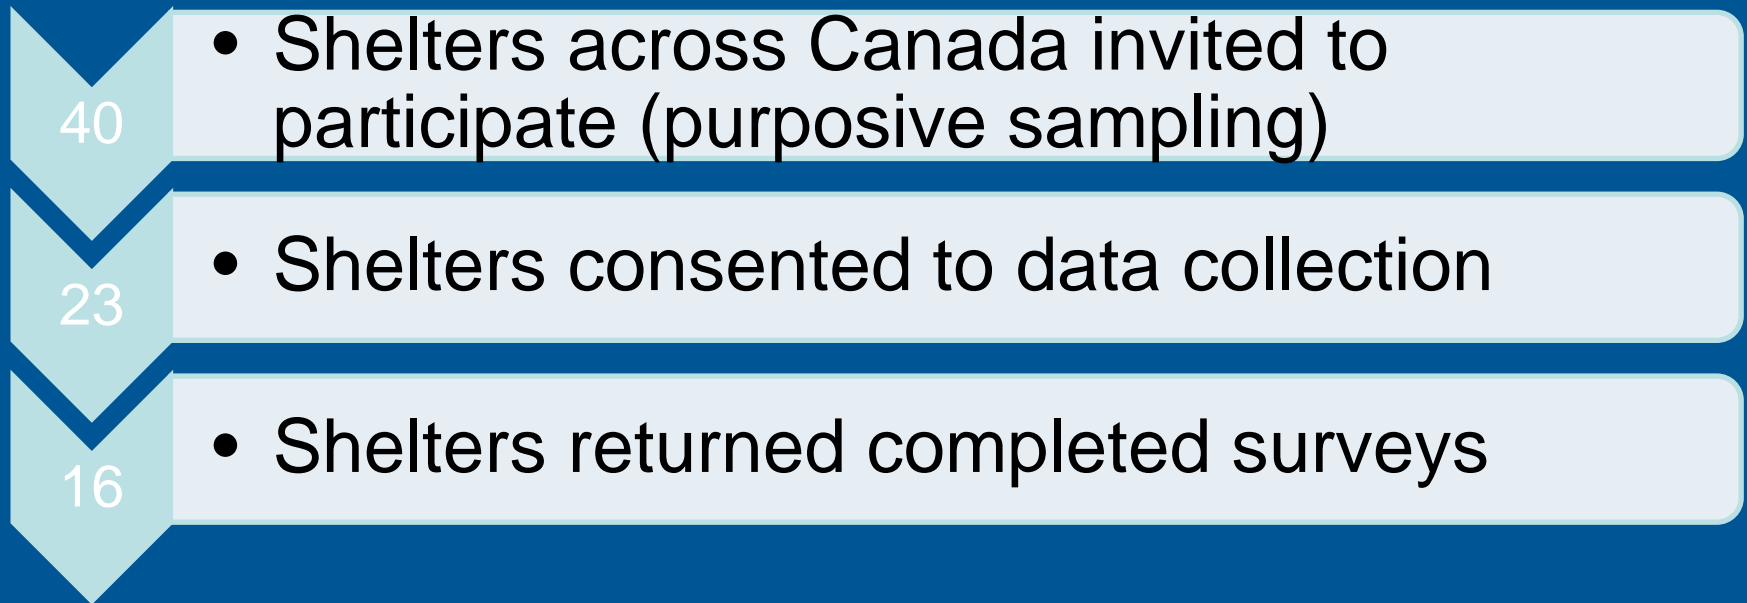 40
• Shelters across Canada invited to
participate (purposive sampling)
23
• Shelters consented to data collection
16
• Shelters returned completed surveys